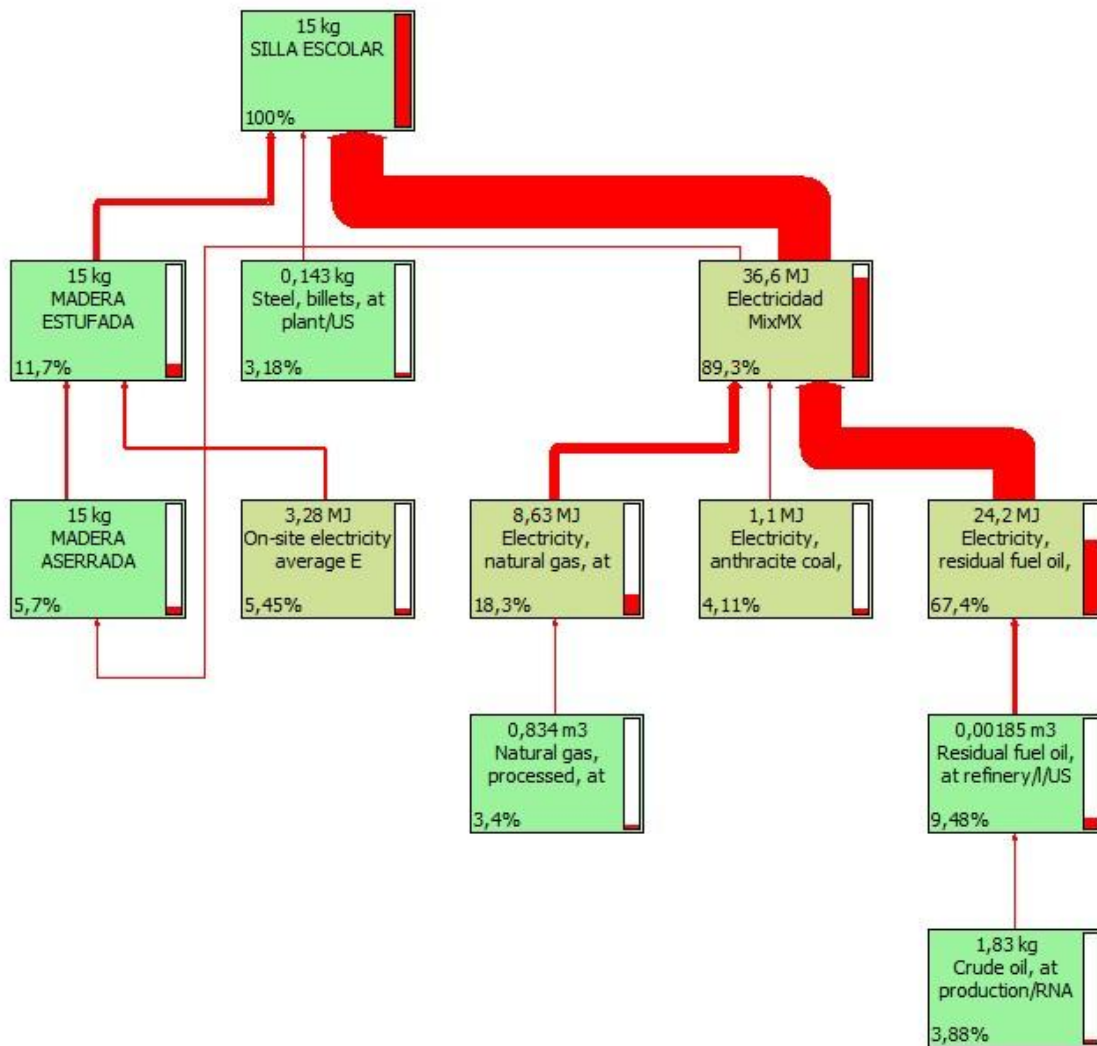 15 kg
SILLA ESCOLAR
100%
15 kg
MADERA
ESTUFADA
11,7%
0,143 kg
Steel, billets, at
plant/US
3,18%
36,6 MJ
Electricidad
MixMX
89,3%
15 kg
MADERA
ASERRADA
5,7%
3,28 MJ
On-site electricity
average E
5,45%
8,63 MJ
Electricity,
natural gas, at
18,3%
1,1 MJ
Electricity,
anthracite coal,
4,11%
24,2 MJ
Electricity,
residual fuel oil,
67,4%
0,834 m3
Natural gas,
processed, at
3,4%
0,00185 m3
Residual fuel oil,
at refinery/l/US
9,48%
1,83 kg
Crude oil, at
production/RNA
3,88%